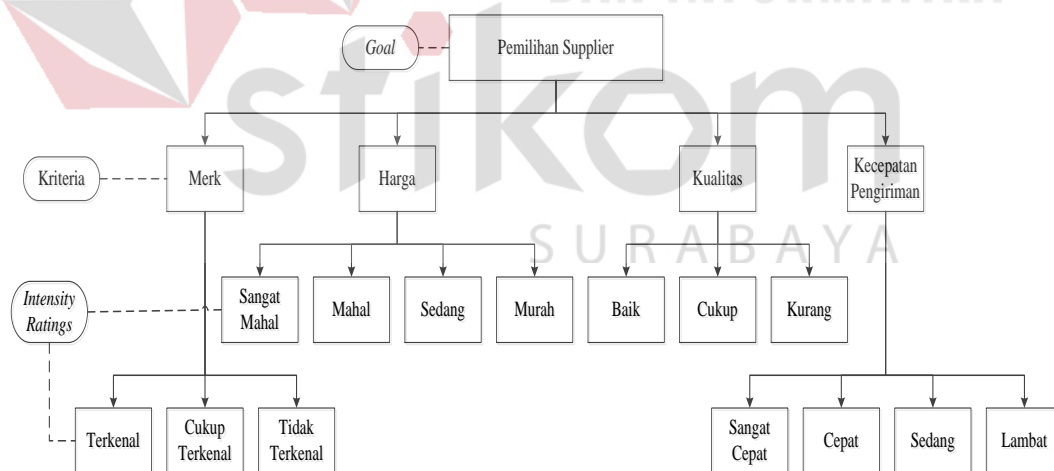 Goal
Pemilihan Supplier
stikom
Kriteria
Merk
Harga
Kualitas
Kecepatan
Pengiriman
SURABAYA
Intensity
Ratings
Sangat
Mahal
Mahal
Sedang
Murah
Baik
Cukup
Kurang
Terkenal
Cukup
Terkenal
Tidak
Terkenal
Sangat
Cepat
Cepat
Sedang
Lambat